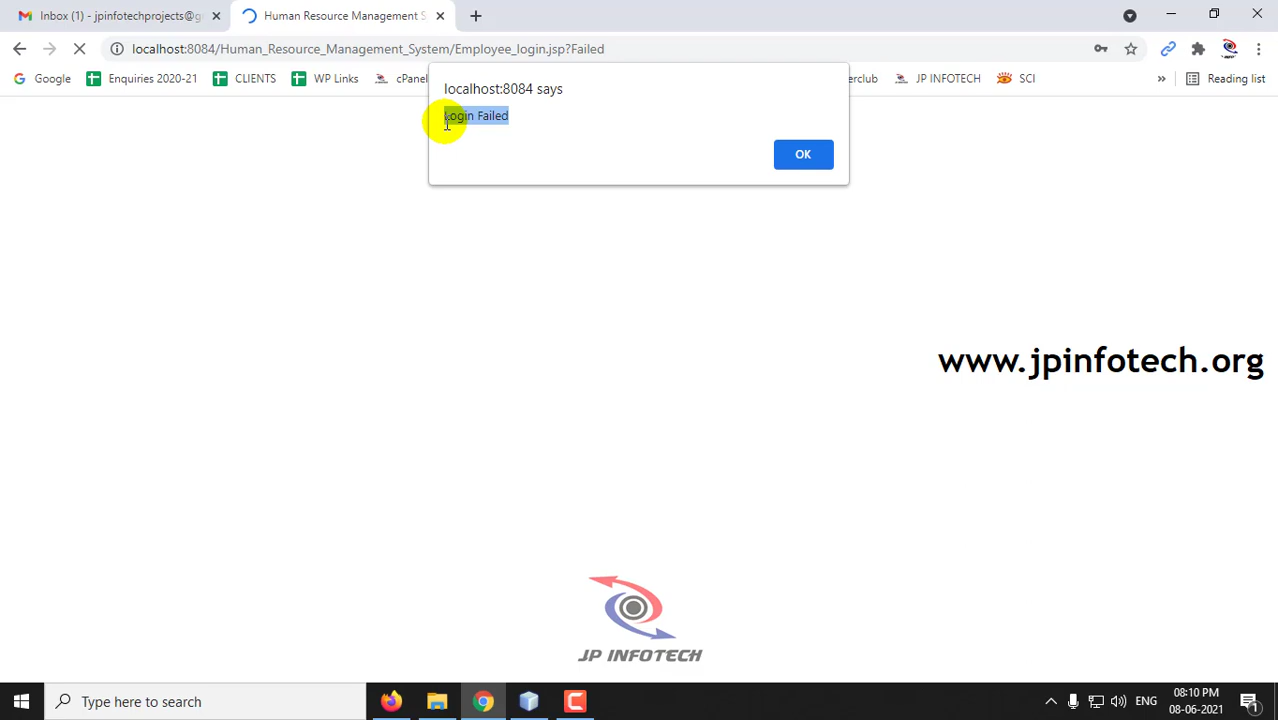 Inbox (1) - jpinfotechprojects@g
Human Resource Management S
localhost:8084/Human_Resource_Management_System/Employee_login.jsp?Failed
Google
Enquiries 2020-21
CLIENTS
WP Links
cPanel
erclub
JP INFOTECH
SCI
»
Reading list
localhost:8084 says
Login Failed
OK
www.jpinfotech.org
JP INFOTECH
Type here to search
ENG
08:10 PM
08-06-2021
1